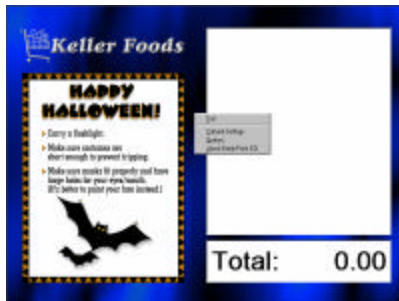 Keller Foods
HAPPY
HALLOWEEN!
Carry a flashlight.
Make sure costumes are
short enough to prevent tripping.
Make sure masks fit properly and have
large holes for your eyes/mouth.
(It's better to paint your face instead!)
Total: 0.00